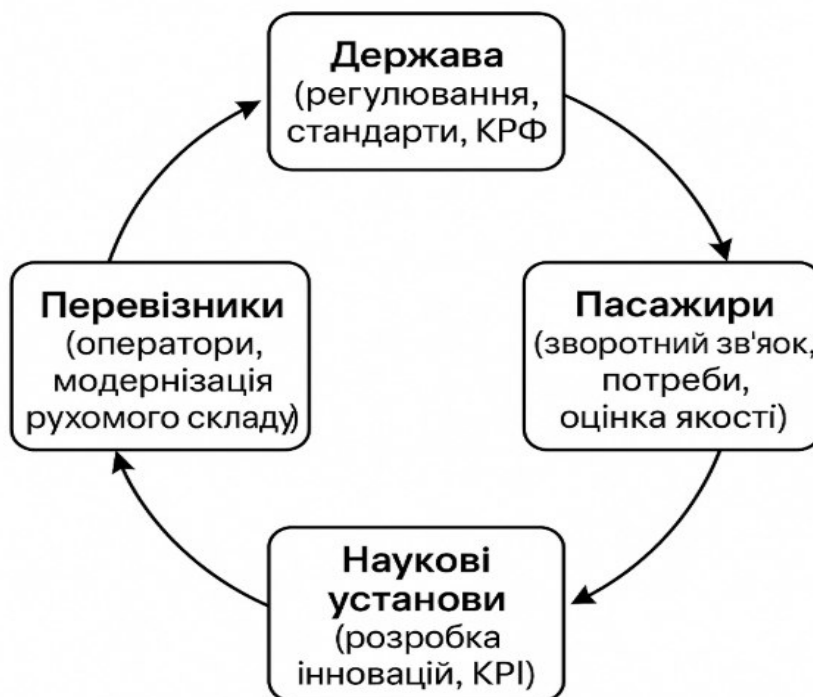 Держава
(регулювання,
стандарти, КРФ
Пасажири
(зворотний зв'яок,
потреби,
оцінка якості)
Наукові
установи
(розробка
інновацій, KPI)
Перевізники
(оператори,
модернізація
рухомого складу)